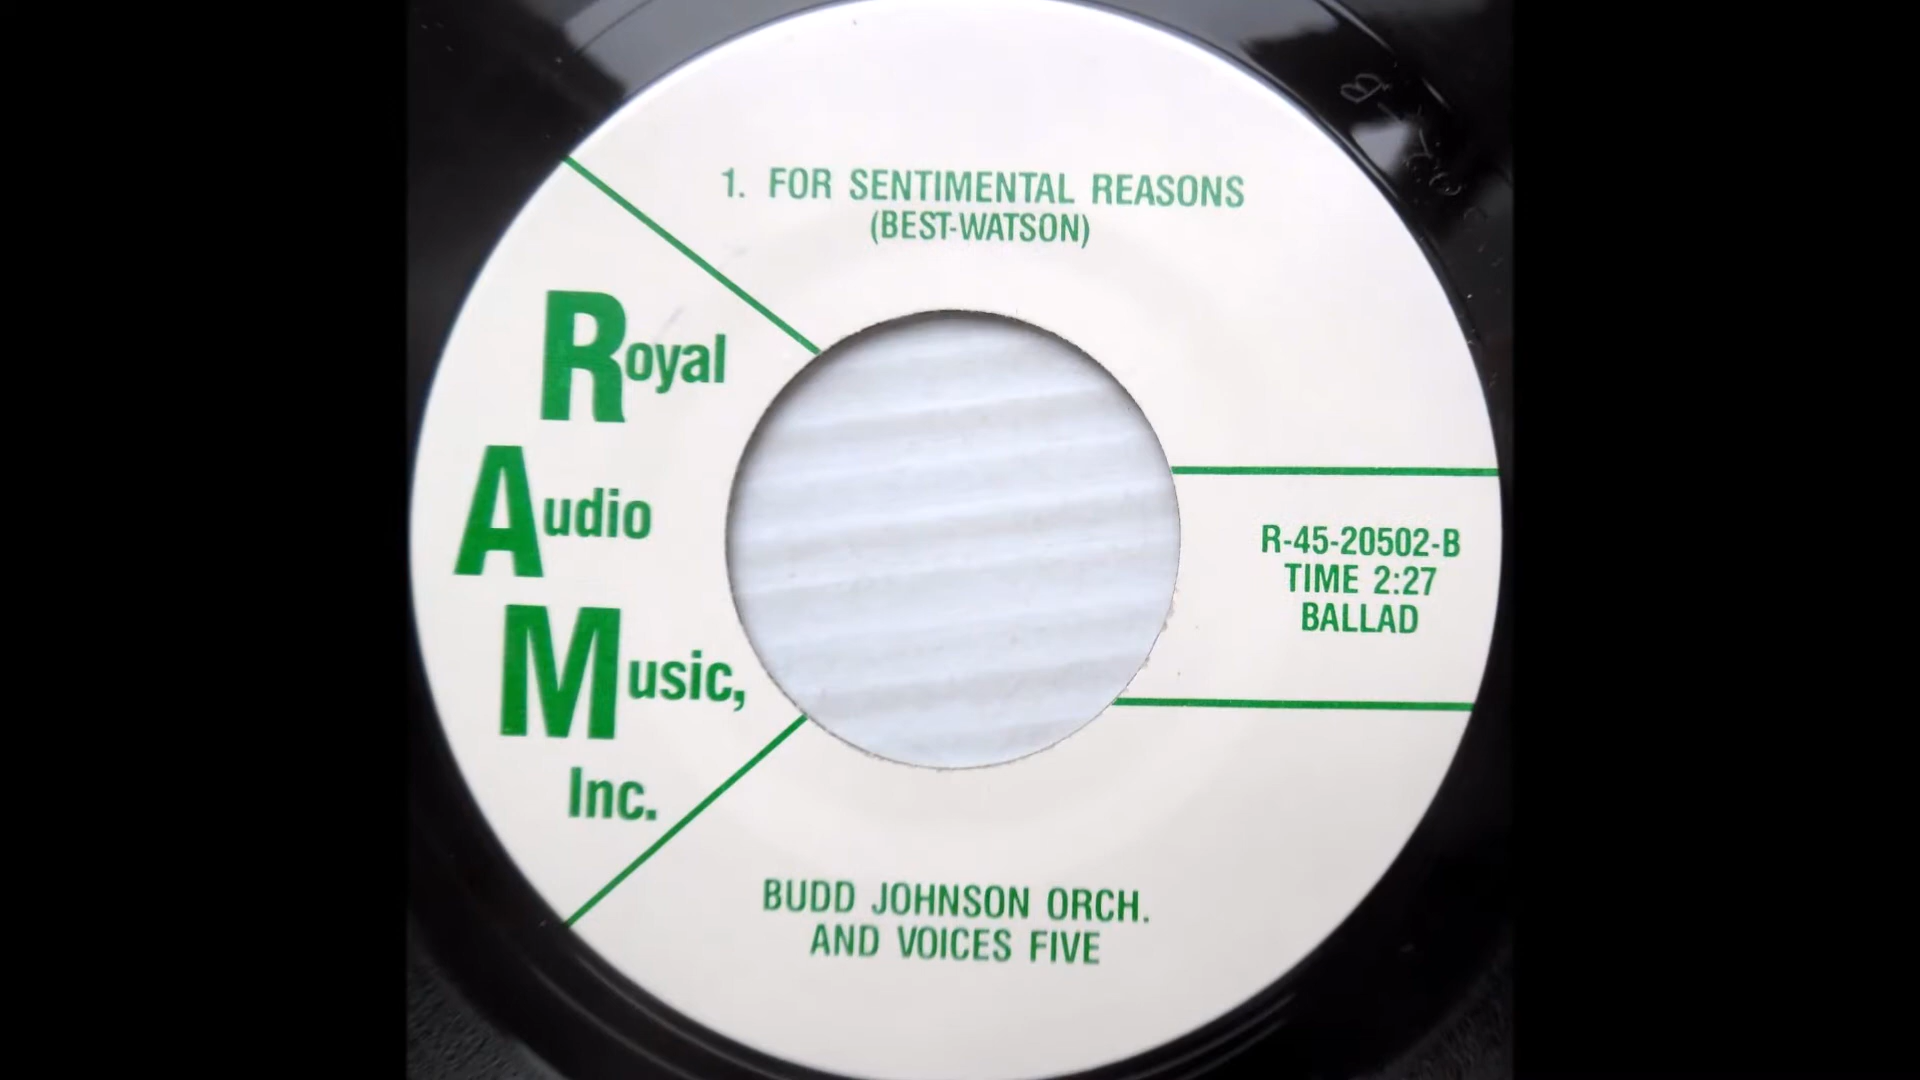 1. FOR SENTIMENTAL REASONS
(BEST-WATSON)
Royal
Audio
Music,
Inc.
R-45-20502-B
TIME 2:27
BALLAD
BUDD JOHNSON ORCH.
AND VOICES FIVE